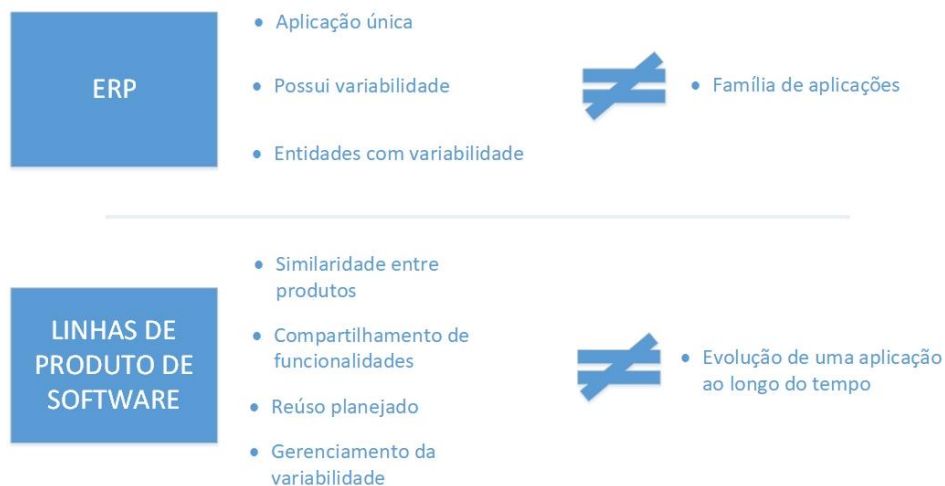 ERP
• Aplicação única
• Possui variabilidade
• Entidades com variabilidade
≠
• Família de aplicações
LINHAS DE
PRODUTO DE
SOFTWARE
• Similaridade entre
produtos
• Compartilhamento de
funcionalidades
• Reúso planejado
• Gerenciamento da
variabilidade
≠
• Evolução de uma aplicação
ao longo do tempo